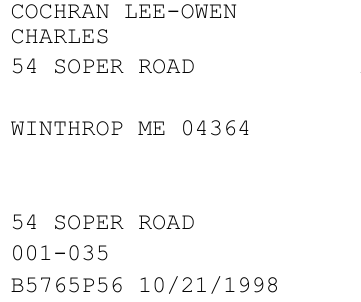 COCHRAN LEE-OWEN
CHARLES
54 SOPER ROAD
WINTHROP ME 04364
54 SOPER ROAD
001-035
B5765P56 10/21/1998